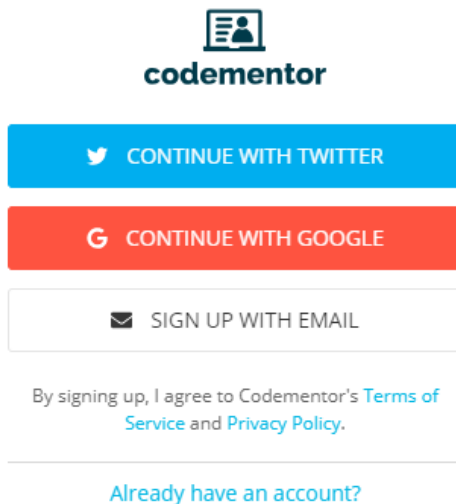 codementor
CONTINUE WITH TWITTER
CONTINUE WITH GOOGLE
SIGN UP WITH EMAIL
By signing up, I agree to Codementor's Terms of
Service and Privacy Policy.
Already have an account?